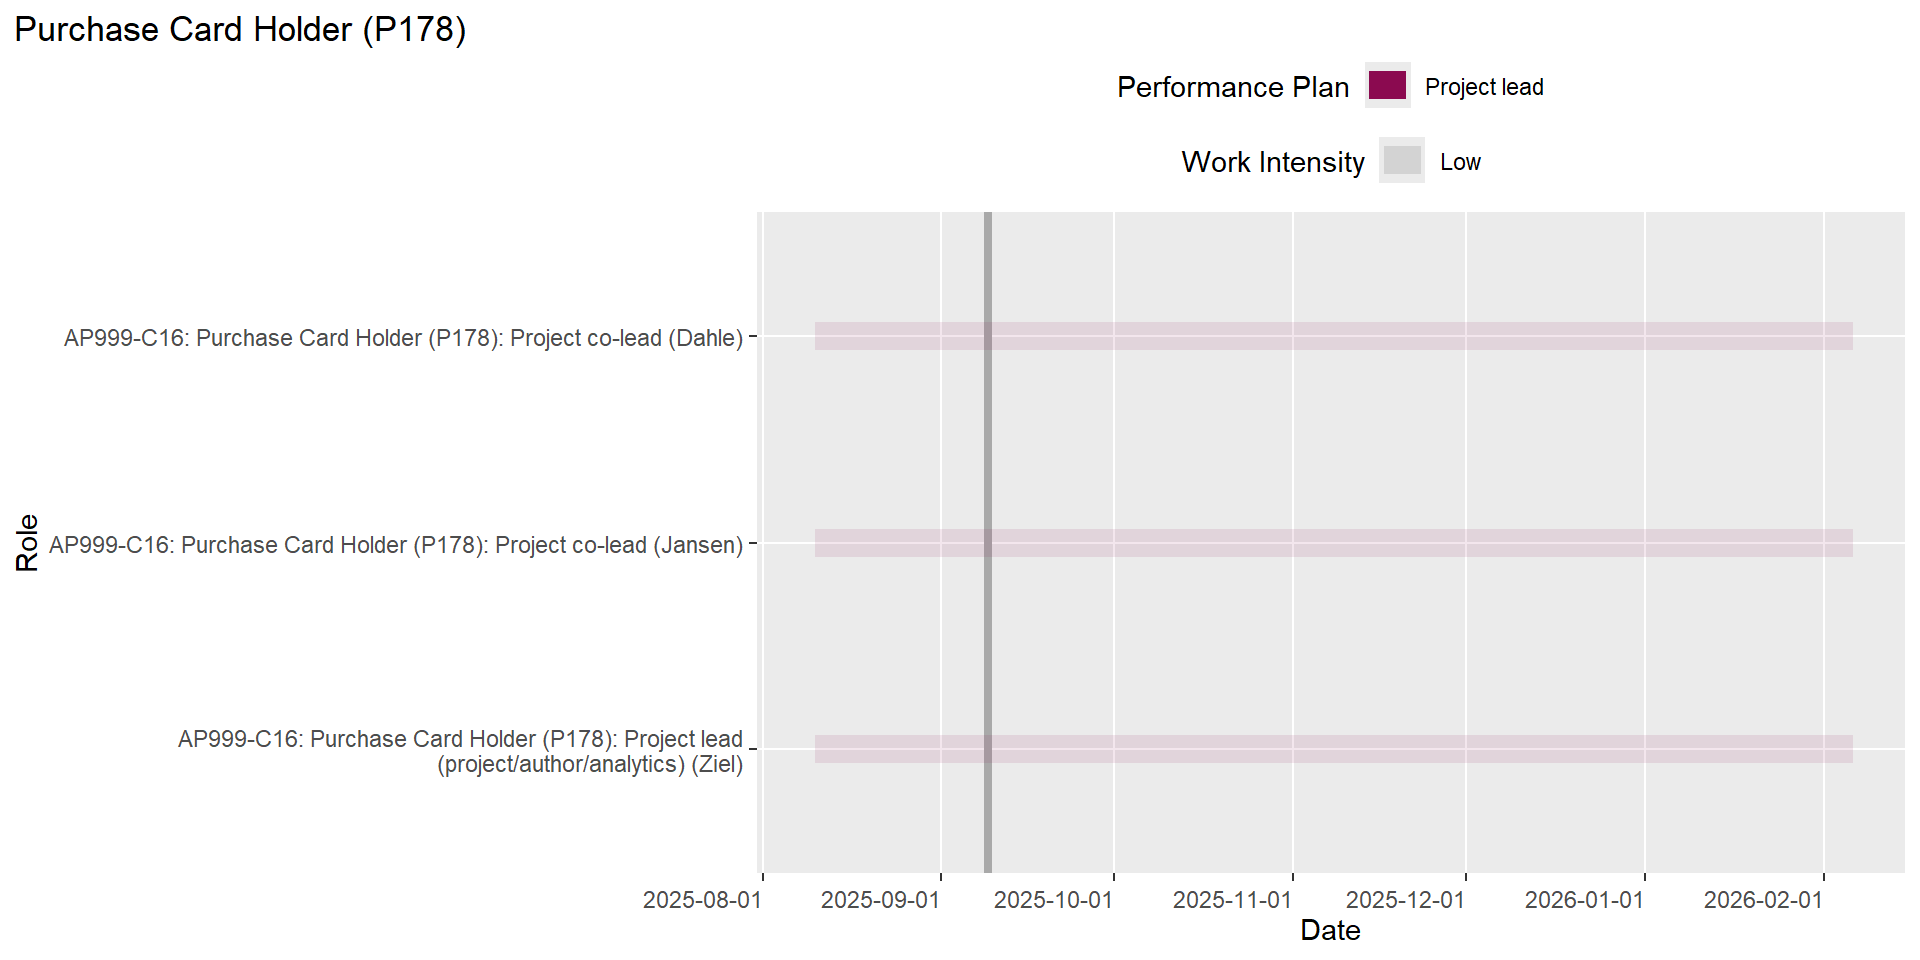 Purchase Card Holder (P178)
Performance Plan
Project lead
Work Intensity
Low
Role
AP999-C16: Purchase Card Holder (P178): Project co-lead (Dahle)
AP999-C16: Purchase Card Holder (P178): Project co-lead (Jansen)
AP999-C16: Purchase Card Holder (P178): Project lead
(project/author/analytics) (Ziel)
2025-08-01
2025-09-01
2025-10-01
2025-11-01
2025-12-01
2026-01-01
2026-02-01
Date